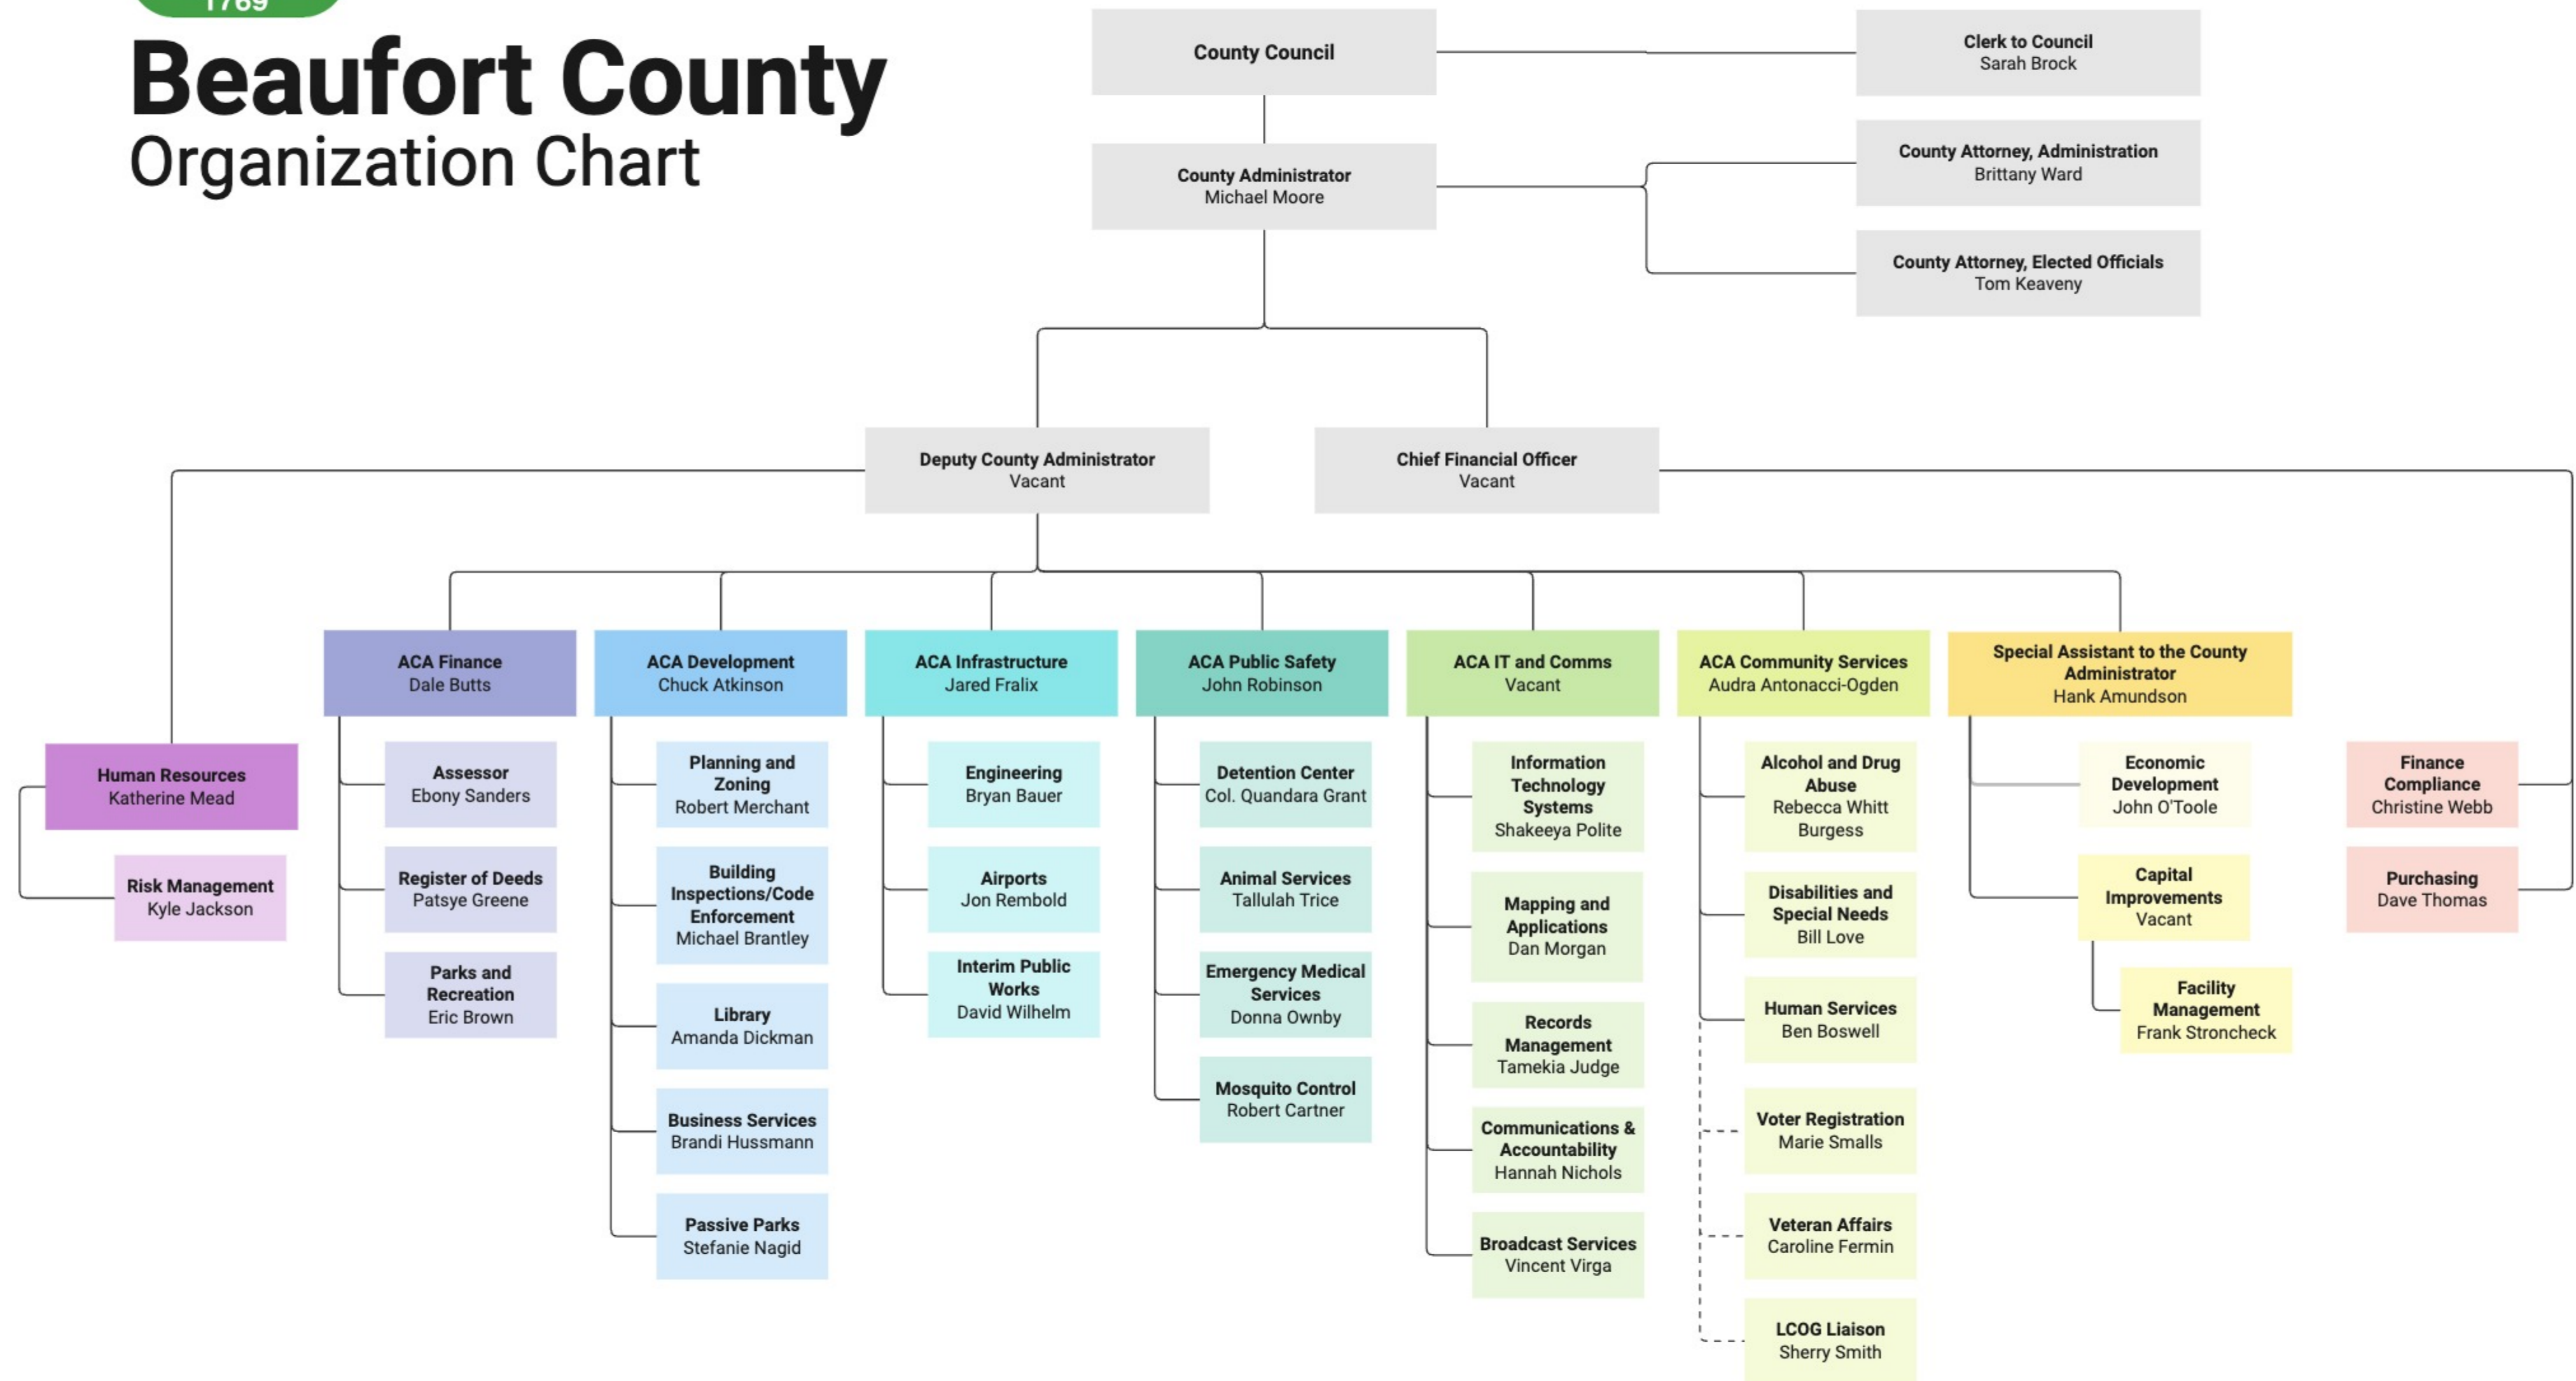 1769
Beaufort County
Organization Chart
County Council
Clerk to Council
Sarah Brock
County Administrator
Michael Moore
County Attorney, Administration
Brittany Ward
County Attorney, Elected Officials
Tom Keaveny
Deputy County Administrator
Vacant
Chief Financial Officer
Vacant
Human Resources
Katherine Mead
Risk Management
Kyle Jackson
ACA Finance
Dale Butts
Assessor
Ebony Sanders
Register of Deeds
Patsye Greene
Parks and
Recreation
Eric Brown
ACA Development
Chuck Atkinson
Planning and
Zoning
Robert Merchant
Building
Inspections/Code
Enforcement
Michael Brantley
Library
Amanda Dickman
Business Services
Brandi Hussmann
Passive Parks
Stefanie Nagid
ACA Infrastructure
Jared Fralix
Engineering
Bryan Bauer
Airports
Jon Rembold
Interim Public
Works
David Wilhelm
ACA Public Safety
John Robinson
Detention Center
Col. Quandara Grant
Animal Services
Tallulah Trice
Emergency Medical
Services
Donna Ownby
Mosquito Control
Robert Cartner
ACA IT and Comms
Vacant
Information
Technology
Systems
Shakeeya Polite
Mapping and
Applications
Dan Morgan
Records
Management
Tamekia Judge
Communications &
Accountability
Hannah Nichols
Broadcast Services
Vincent Virga
ACA Community Services
Audra Antonacci-Ogden
Alcohol and Drug
Abuse
Rebecca Whitt
Burgess
Disabilities and
Special Needs
Bill Love
Human Services
Ben Boswell
Voter Registration
Marie Smalls
Veteran Affairs
Caroline Fermin
LCOG Liaison
Sherry Smith
Special Assistant to the County
Administrator
Hank Amundson
Economic
Development
John O'Toole
Capital
Improvements
Vacant
Facility
Management
Frank Stroncheck
Finance
Compliance
Christine Webb
Purchasing
Dave Thomas